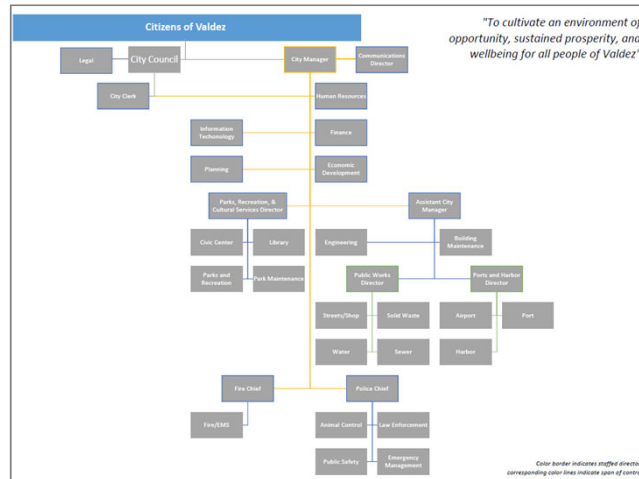 Citizens of Valdez
"To cultivate an environment of
opportunity, sustained prosperity, and
wellbeing for all people of Valdez"
Legal
City Council
City Manager
Communications
Director
City Clerk
Human Resources
Information
Techonology
Finance
Planning
Economic
Development
Parks, Recreation, &
Cultural Services Director
Assistant City
Manager
Civic Center
Library
Engineering
Building
Maintenance
Parks and
Recreation
Park Maintenance
Public Works
Director
Ports and Harbor
Director
Streets/Shop
Solid Waste
Airport
Port
Water
Sewer
Harbor
Fire Chief
Police Chief
Fire/EMS
Animal Control
Law Enforcement
Public Safety
Emergency
Management
Color border indicates staffed director
corresponding color lines indicate span of contro